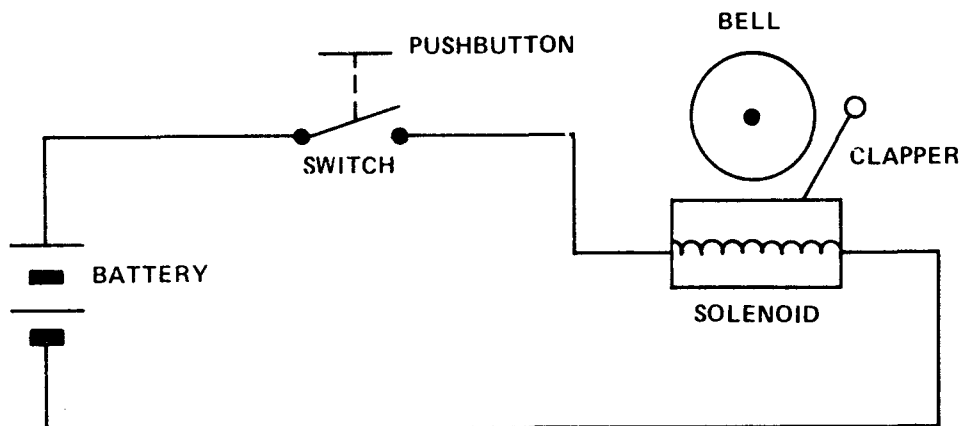 BELL
PUSHBUTTON
CLAPPER
SWITCH
BATTERY
SOLENOID